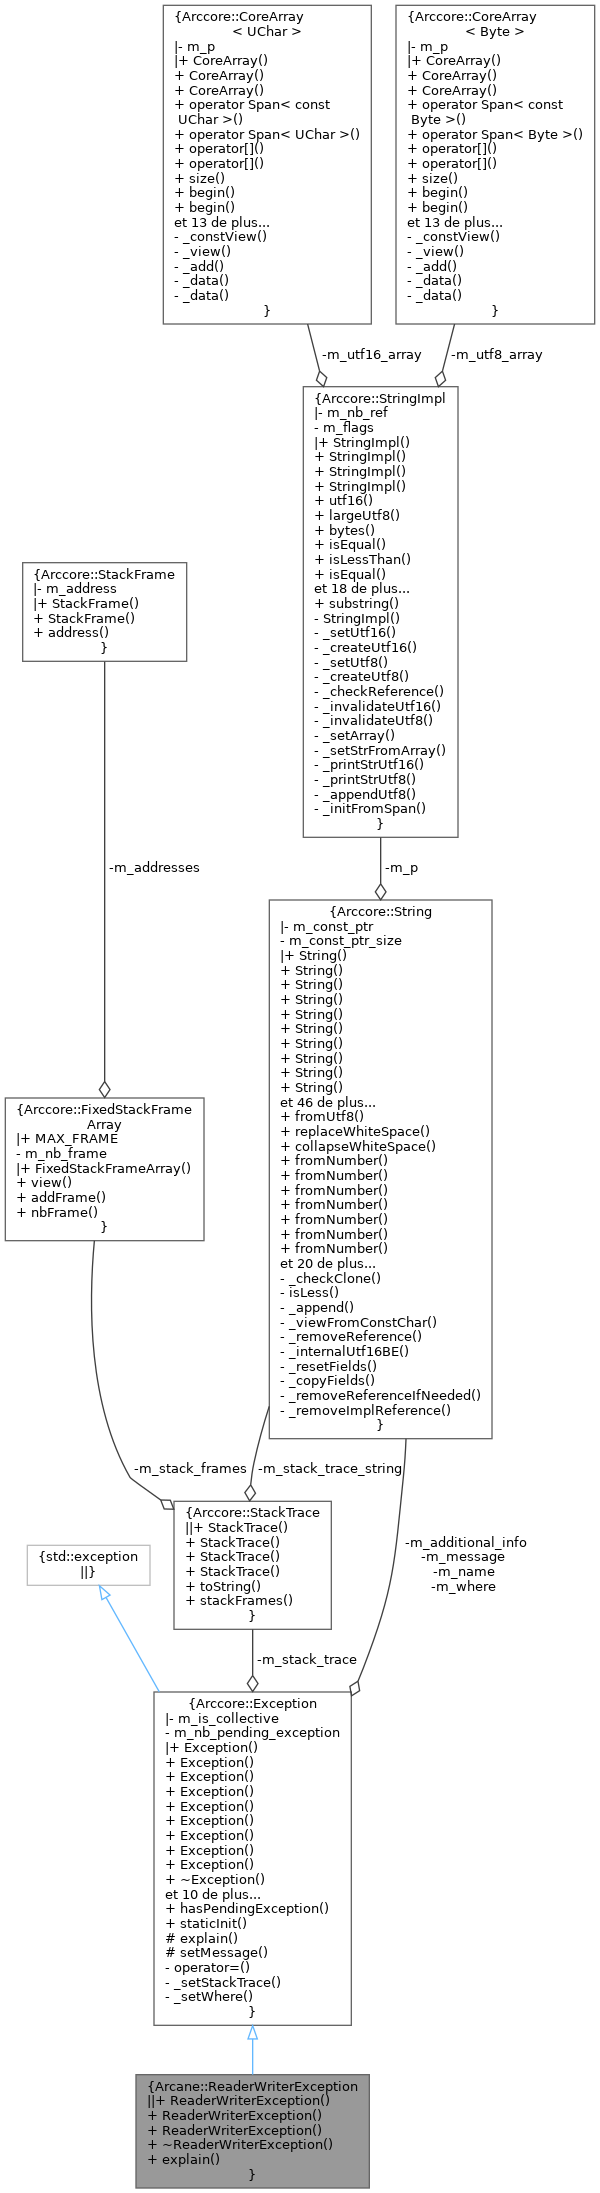 {Arccore::CoreArray
< UChar >
|- m_p
|+ CoreArray()
+ CoreArray()
+ CoreArray()
+ operator Span< const
UChar >()
+ operator Span< UChar >()
+ operator[]()
+ operator[]()
+ size()
+ begin()
+ begin()
et 13 de plus...
- _constView()
- _view()
- _add()
- _data()
- _data()
}
{Arccore::CoreArray
< Byte >
|- m_p
|+ CoreArray()
+ CoreArray()
+ CoreArray()
+ operator Span< const
Byte >()
+ operator Span< Byte >()
+ operator[]()
+ operator[]()
+ size()
+ begin()
+ begin()
et 13 de plus...
- _constView()
- _view()
- _add()
- _data()
- _data()
}
-m_utf16_array
-m_utf8_array
{Arccore::StringImpl
|- m_nb_ref
- m_flags
|+ StringImpl()
+ StringImpl()
+ StringImpl()
+ StringImpl()
+ utf16()
+ largeUtf8()
+ bytes()
+ isEqual()
+ isLessThan()
+ isEqual()
et 18 de plus...
+ substring()
- StringImpl()
- _setUtf16()
- _createUtf16()
- _setUtf8()
- _createUtf8()
- _checkReference()
- _invalidateUtf16()
- _invalidateUtf8()
- _setArray()
- _setStrFromArray()
- _printStrUtf16()
- _printStrUtf8()
- _appendUtf8()
- _initFromSpan()
}
{Arccore::StackFrame
|- m_address
|+ StackFrame()
+ StackFrame()
+ address()
}
-m_addresses
-m_p
{Arccore::String
|- m_const_ptr
- m_const_ptr_size
|+ String()
+ String()
+ String()
+ String()
+ String()
+ String()
+ String()
+ String()
+ String()
+ String()
et 46 de plus...
+ fromUtf8()
+ replaceWhiteSpace()
+ collapseWhiteSpace()
+ fromNumber()
+ fromNumber()
+ fromNumber()
+ fromNumber()
+ fromNumber()
+ fromNumber()
+ fromNumber()
et 20 de plus...
- _checkClone()
- isLess()
- _append()
- _viewFromConstChar()
- _removeReference()
- _internalUtf16BE()
- _resetFields()
- _copyFields()
- _removeReferenceIfNeeded()
- _removeImplReference()
}
{Arccore::FixedStackFrame
Array
|+ MAX_FRAME
- m_nb_frame
|+ FixedStackFrameArray()
+ view()
+ addFrame()
+ nbFrame()
}
-m_stack_frames
-m_stack_trace_string
{Arccore::StackTrace
||+ StackTrace()
+ StackTrace()
+ StackTrace()
+ StackTrace()
+ toString()
+ stackFrames()
}
-m_additional_info
-m_message
-m_name
-m_where
{std::exception
||}
-m_stack_trace
{Arccore::Exception
|- m_is_collective
- m_nb_pending_exception
|+ Exception()
+ Exception()
+ Exception()
+ Exception()
+ Exception()
+ Exception()
+ Exception()
+ Exception()
+ Exception()
+ ~Exception()
et 10 de plus...
+ hasPendingException()
+ staticInit()
# explain()
# setMessage()
- operator=()
- _setStackTrace()
- _setWhere()
}
{Arcane::ReaderWriterException
||+ ReaderWriterException()
+ ReaderWriterException()
+ ReaderWriterException()
+ ~ReaderWriterException()
+ explain()
}